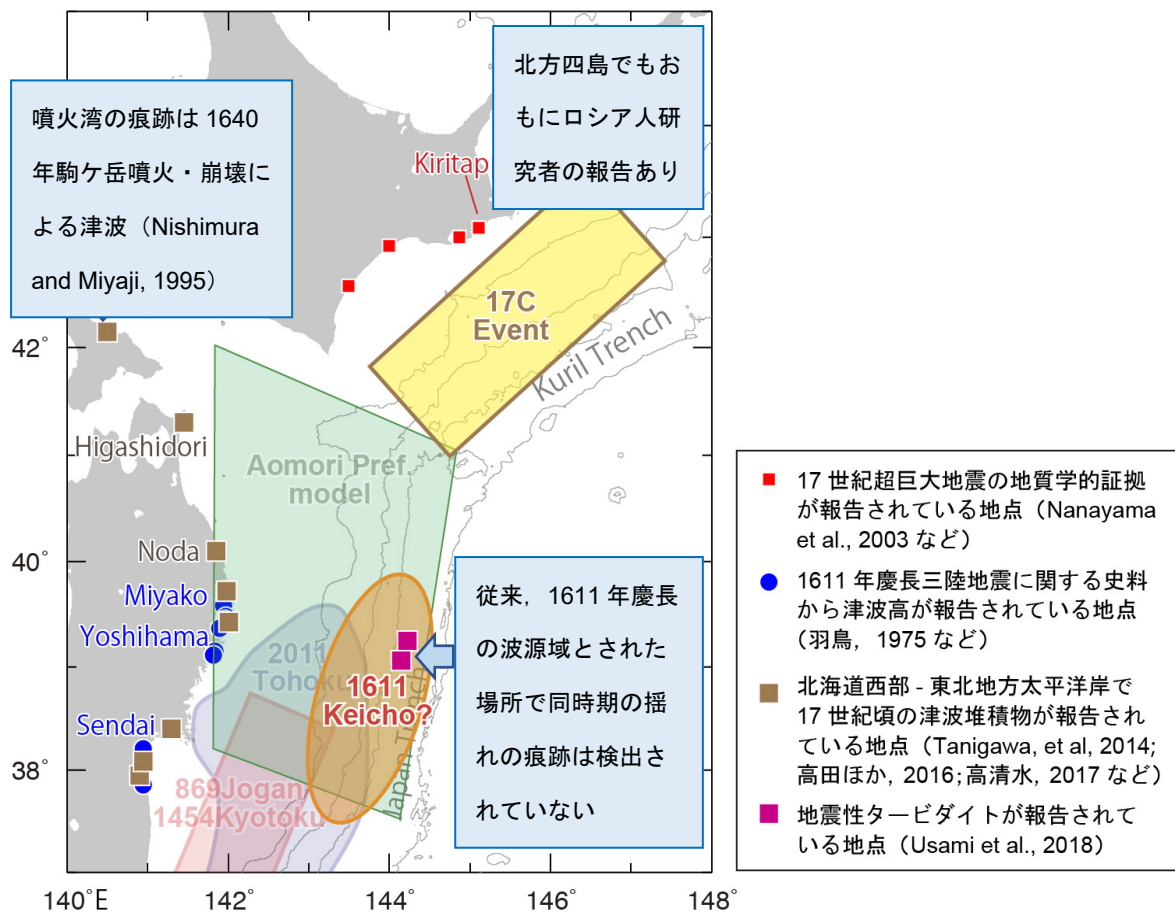 噴火湾の痕跡は 1640
年駒ケ岳噴火・崩壊に
よる津波（Nishimura
and Miyaji, 1995）
北方四島でもお
もにロシア人研
究者の報告あり
Kiritap
17C
Event
Kuril Trench
42˚
Higashidori
Aomori Pref.
model
40˚
Noda
Miyako
Yoshihama
2011
Tohoku
1611
Keicho?
Japan Trench
従来，1611 年慶長
の波源域とされた
場所で同時期の揺
れの痕跡は検出さ
れていない
Sendai
38˚
869Jogan
1454Kyotoku
140˚E
142˚
144˚
146˚
148˚
17 世紀超巨大地震の地質学的証拠
が報告されている地点（Nanayama
et al., 2003 など）
1611 年慶長三陸地震に関する史料
から津波高が報告されている地点
（羽鳥，1975 など）
北海道西部 - 東北地方太平洋岸で
17 世紀頃の津波堆積物が報告され
ている地点（Tanigawa, et al, 2014;
高田ほか, 2016；高清水, 2017 など）
地震性タービダイトが報告されて
いる地点（Usami et al., 2018）